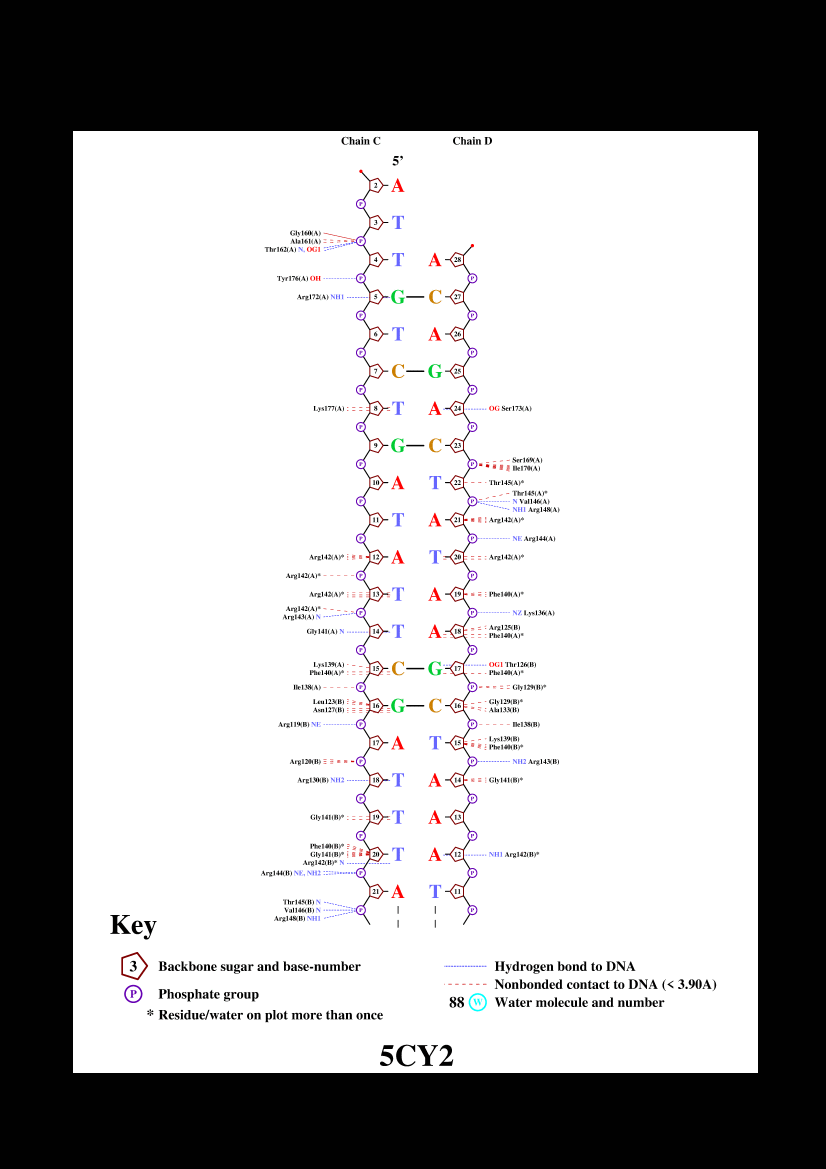 Chain C Chain D
5’
2 A
P
3 T
Gly160(A)
Ala161(A) P
Thr162(A) N, OG1
4 T A 28
Tyr176(A) OH P P
Arg172(A) NH1 5 G C 27
P P
6 T A 26
P P
7 C G 25
P P
Lys177(A) 8 T A 24 OG Ser173(A)
P P
9 G C 23
Ser169(A)
P P Ile170(A)
10 A T 22 Thr145(A)*
Thr145(A)*
P P N Val146(A)
NH1 Arg148(A)
11 T A 21 Arg142(A)*
P P NE Arg144(A)
Arg142(A)* 12 A T 20 Arg142(A)*
Arg142(A)* P P
Arg142(A)* 13 T A 19 Phe140(A)*
Arg142(A)* P P NZ Lys136(A)
Arg143(A) N
Arg125(B)
Gly141(A) N 14 T A 18 Phe140(A)*
P P
Lys139(A) 15 C G 17 OG1 Thr126(B)
Phe140(A)* Phe140(A)*
Ile138(A) P P Gly129(B)*
Leu123(B) 16 G C 16 Gly129(B)*
Asn127(B) Ala133(B)
Arg119(B) NE P P Ile138(B)
17 A T 15 Lys139(B)
Phe140(B)*
Arg120(B) P P NH2 Arg143(B)
Arg130(B) NH2 18 T A 14 Gly141(B)*
P P
Gly141(B)* 19 T A 13
P P
Phe140(B)*
Gly141(B)* 20 T A 12 NH1 Arg142(B)*
Arg142(B)* N
Arg144(B) NE, NH2 P P
21 A T 11
Thr145(B) N
Val146(B) N P P
Arg148(B) NH1
Key
3 Backbone sugar and base-number
P Phosphate group
* Residue/water on plot more than once
Hydrogen bond to DNA
Nonbonded contact to DNA (< 3.90A)
88 W Water molecule and number
5CY2